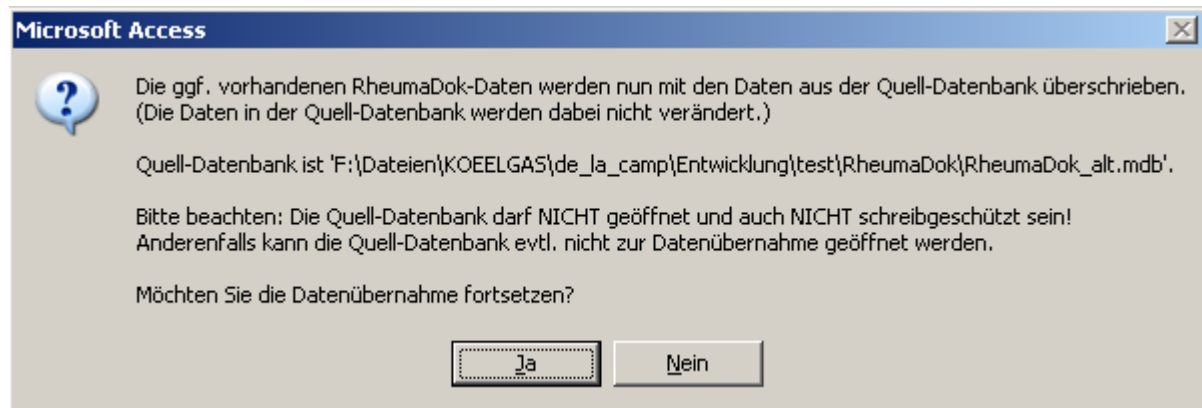 Microsoft Access
Die ggf. vorhandenen RheumaDok-Daten werden nun mit den Daten aus der Quell-Datenbank überschrieben.
(Die Daten in der Quell-Datenbank werden dabei nicht verändert.)
Quell-Datenbank ist 'F:\Dateien\KOEELGAS\de_la_camp\Entwicklung\test\RheumaDok\RheumaDok_alt.mdb'.
Bitte beachten: Die Quell-Datenbank darf NICHT geöffnet und auch NICHT schreibgeschützt sein!
Anderenfalls kann die Quell-Datenbank evtl. nicht zur Datenübernahme geöffnet werden.
Möchten Sie die Datenübernahme fortsetzen?
Ja Nein